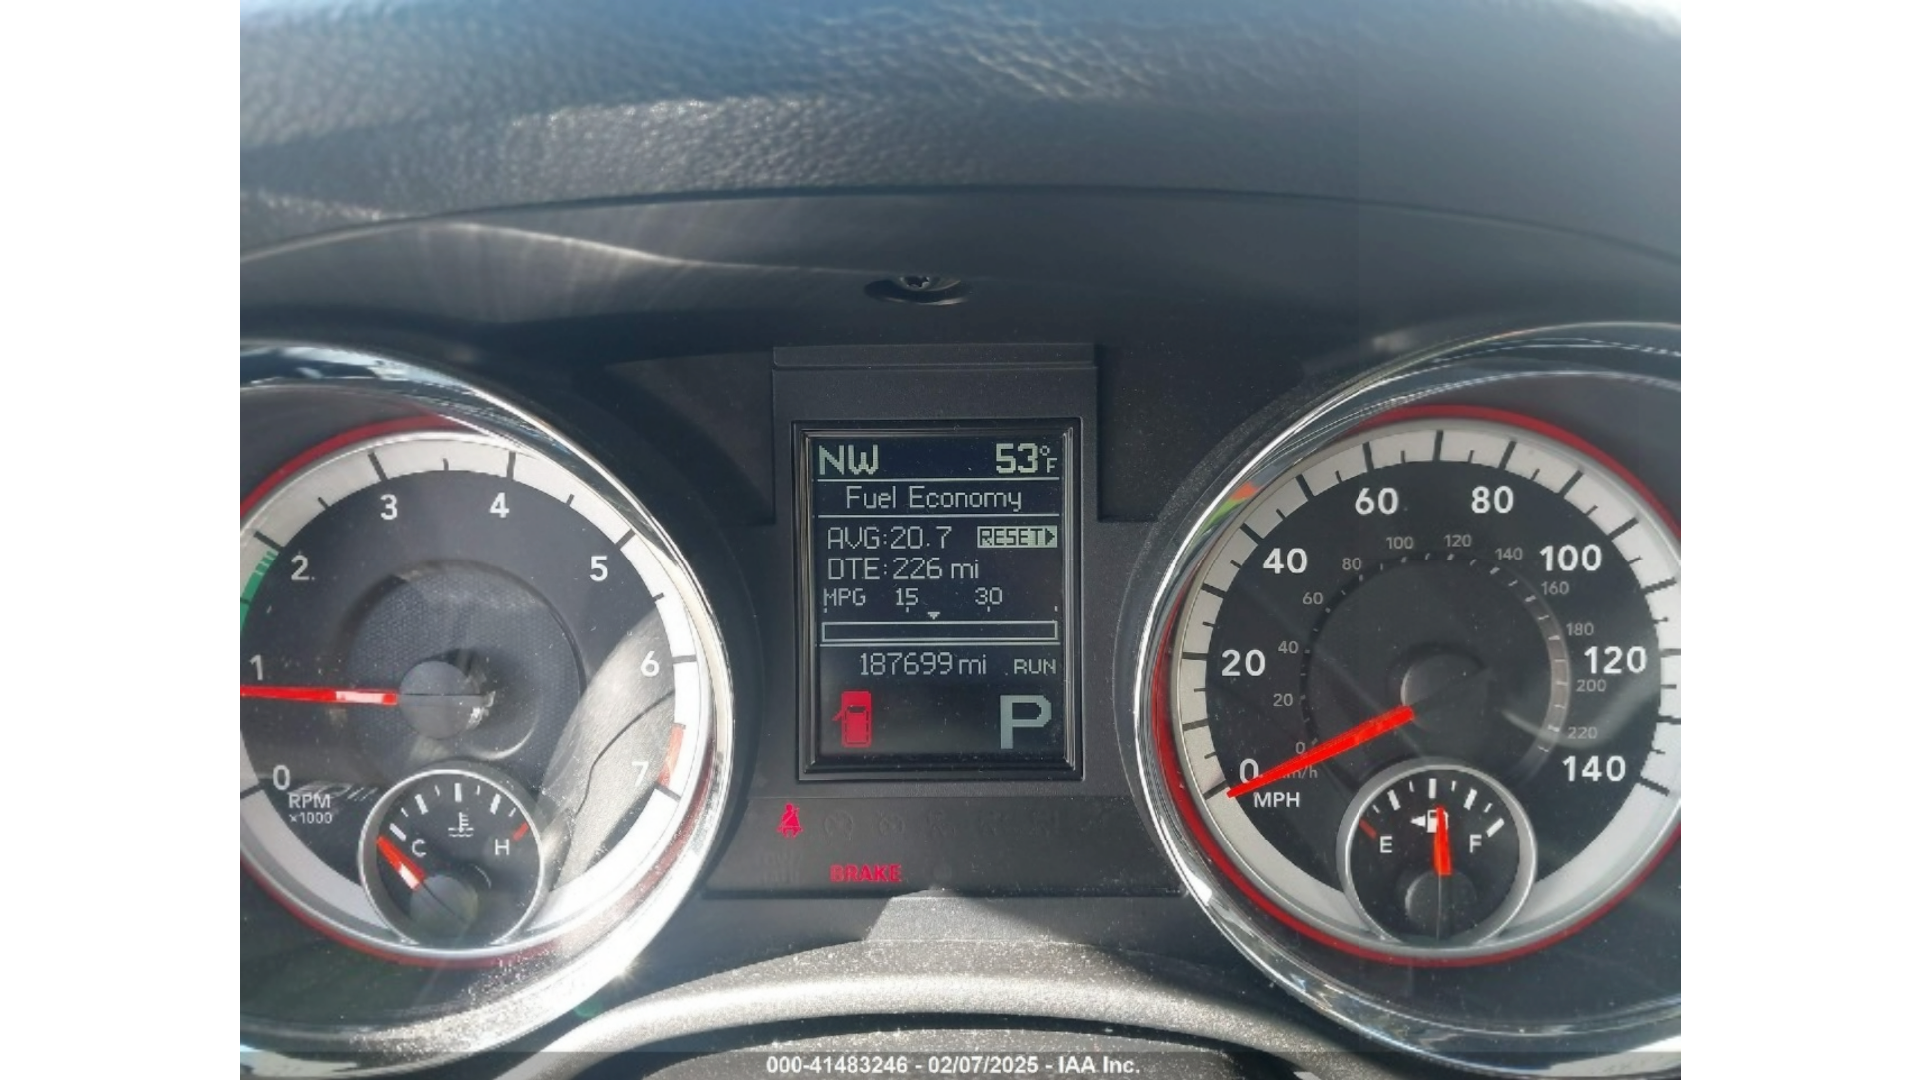 NW 53°F
Fuel Economy
AVG:20.7 RESET
DTE:226 mi
MPG 15 30
187699 mi RUN
P
BRAKE
0 1 2 3 4 5 6 7
RPM
x1000
C H
0 20 40 60 80 100 120 140
MPH
0 20 40 60 80 100 120 140 160 180 200 220
km/h
E F
000-41483246 - 02/07/2025 - IAA Inc.